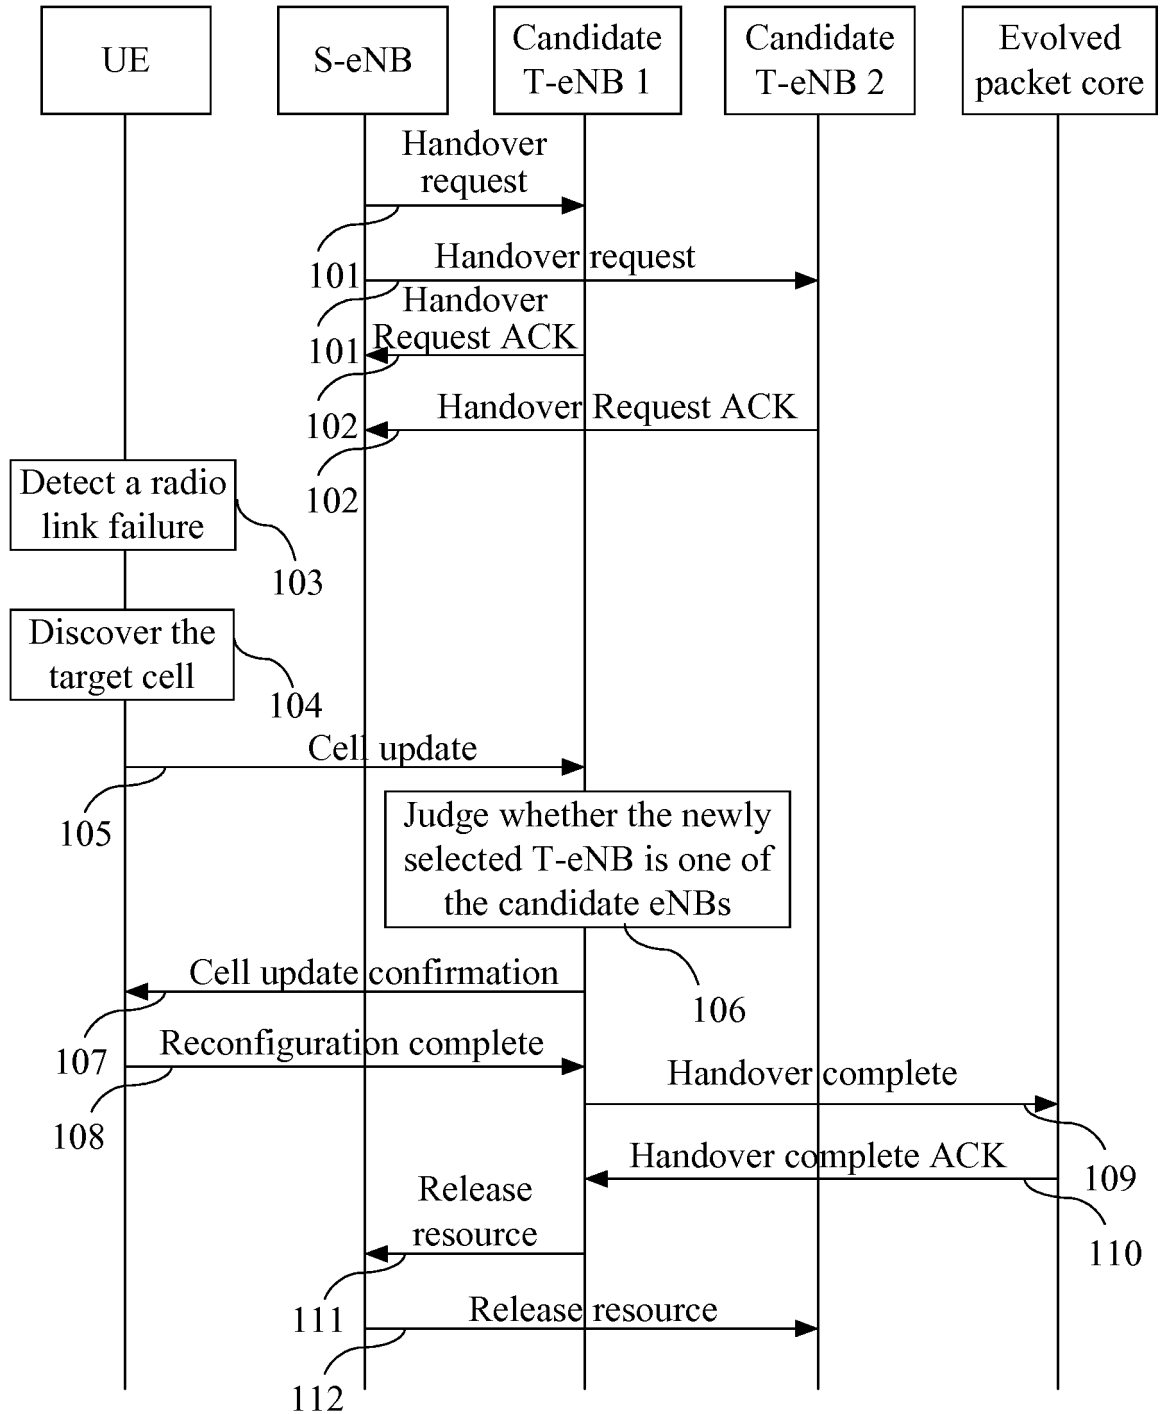 UE
S-eNB
Candidate
T-eNB 1
Candidate
T-eNB 2
Evolved
packet core
Handover
request
101
Handover request
101
Handover
Request ACK
102
Handover Request ACK
102
Detect a radio
link failure
103
Discover the
target cell
104
Cell update
105
Judge whether the newly
selected T-eNB is one of
the candidate eNBs
106
Cell update confirmation
107
Reconfiguration complete
108
Handover complete
109
Handover complete ACK
110
Release
resource
111
Release resource
112